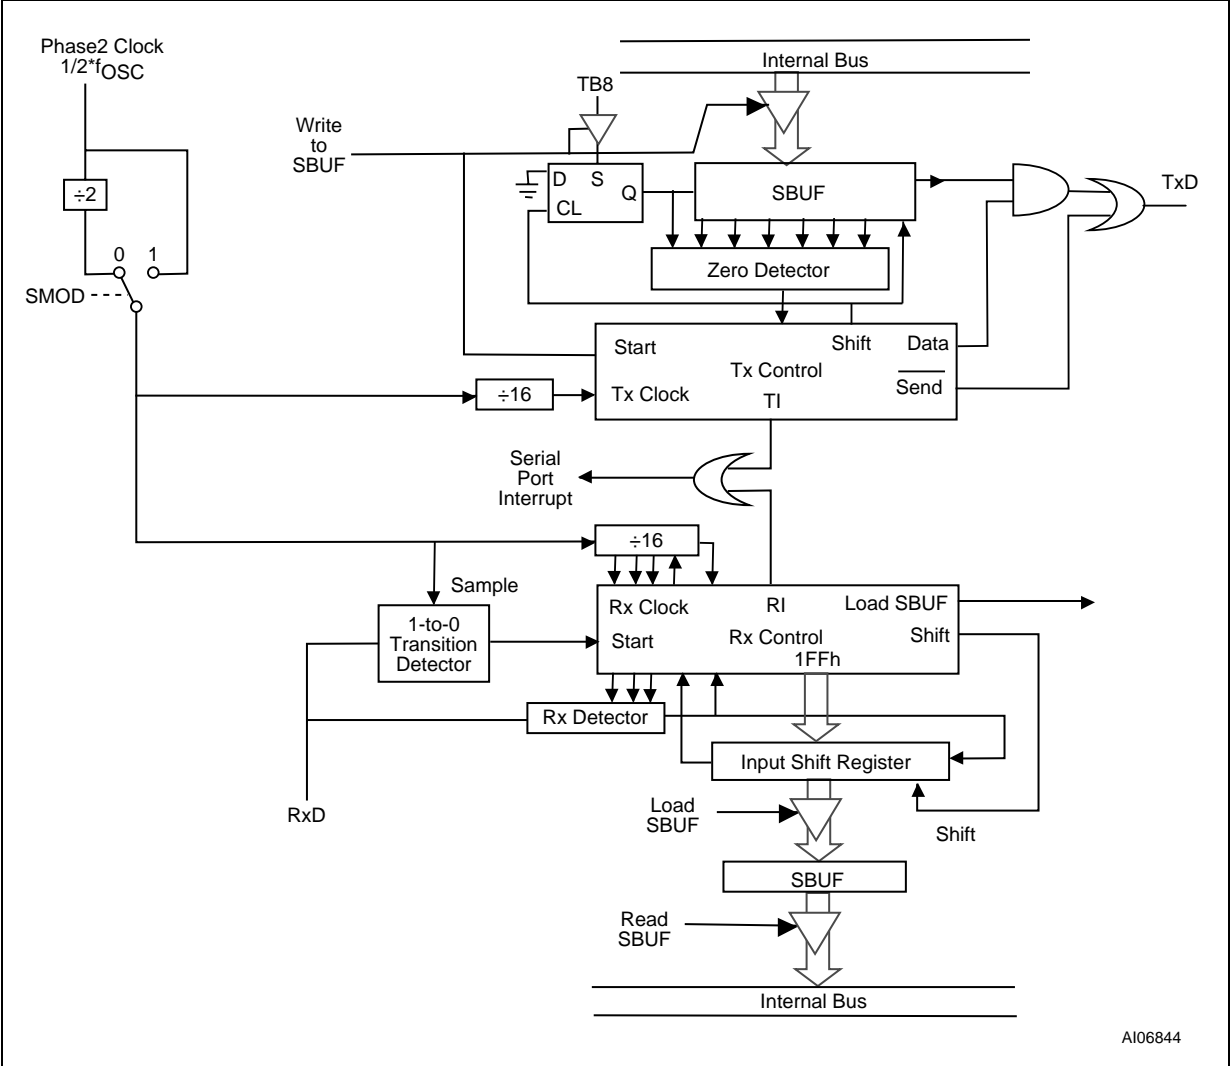 Phase2 Clock
1/2*fOSC
÷2
0 1
SMOD
Internal Bus
TB8
Write
to
SBUF
D S
Q
CL
SBUF
TxD
Zero Detector
Start
Shift
Data
Tx Control
Send
Tx Clock
TI
÷16
Serial
Port
Interrupt
÷16
Sample
1-to-0
Transition
Detector
Rx Clock
RI
Load SBUF
Start
Rx Control
Shift
1FFh
Rx Detector
Input Shift Register
RxD
Load
SBUF
Shift
SBUF
Read
SBUF
Internal Bus
AI06844